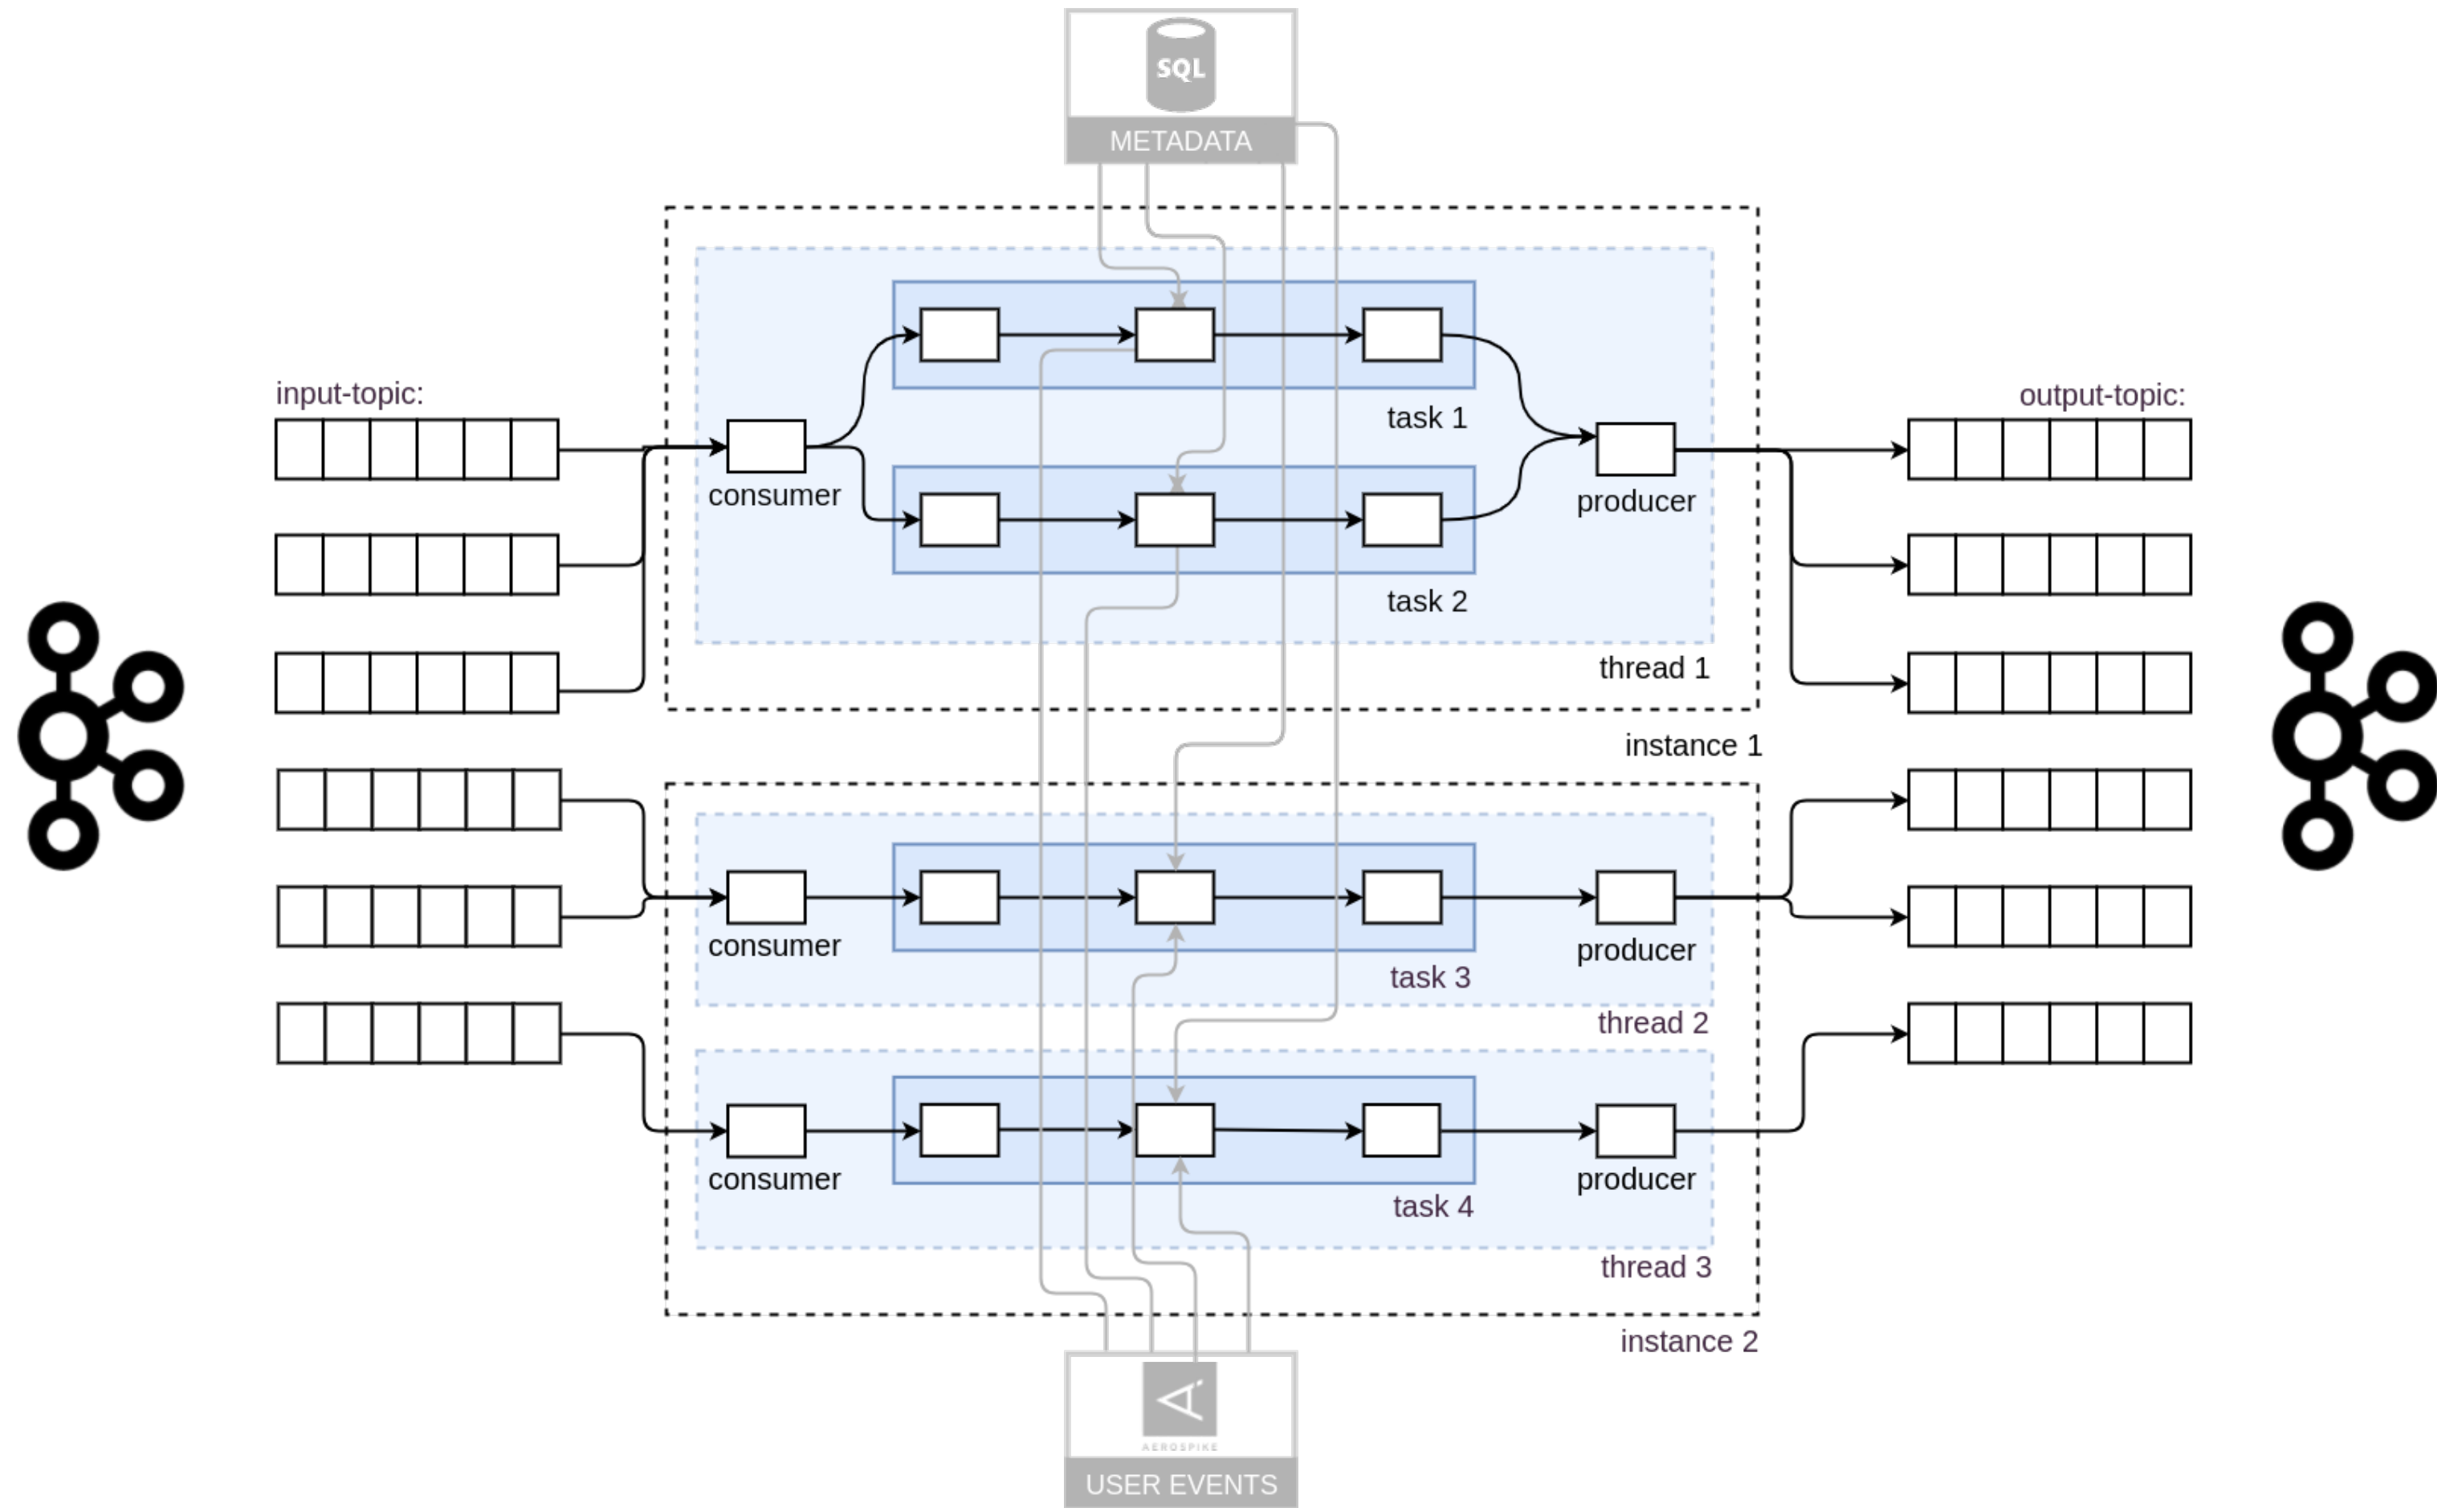 SQL
METADATA
input-topic:
output-topic:
task 1
consumer
producer
task 2
thread 1
instance 1
consumer
producer
task 3
thread 2
consumer
producer
task 4
thread 3
instance 2
AEROSPIKE
USER EVENTS